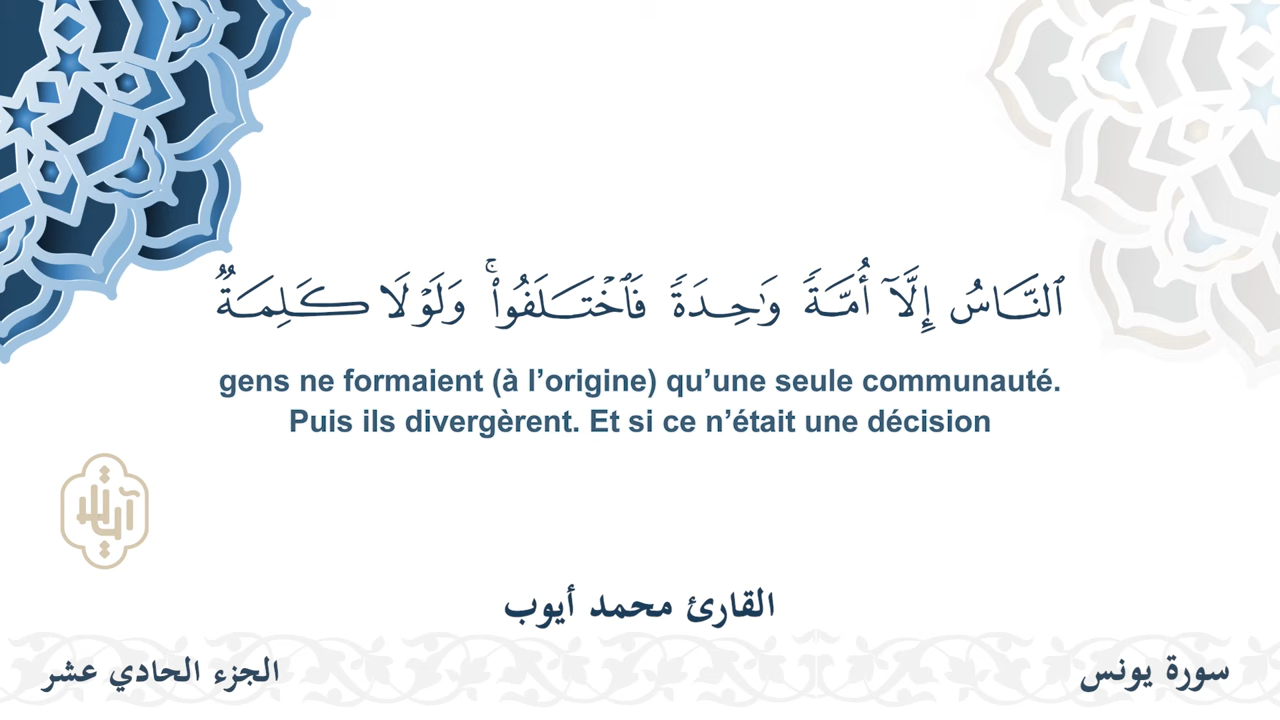 ٱلنَّاسُ إِلَّآ أُمَّةٗ وَٰحِدَةٗ فَٱخۡتَلَفُواْۚ وَلَوۡلَا كَلِمَةٞ
gens ne formaient (à l’origine) qu’une seule communauté.
Puis ils divergèrent. Et si ce n’était une décision
القارئ محمد أيوب
سورة يونس
الجزء الحادي عشر